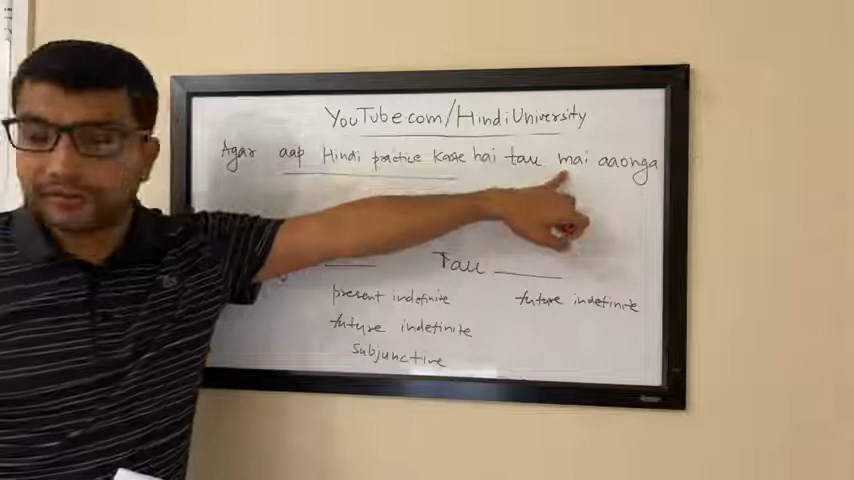 YouTube.com/HindiUniversity
Agar aap Hindi practice kare hai tau mai aaonga
Tau
present indefinite future indefinite
future indefinite
subjunctive